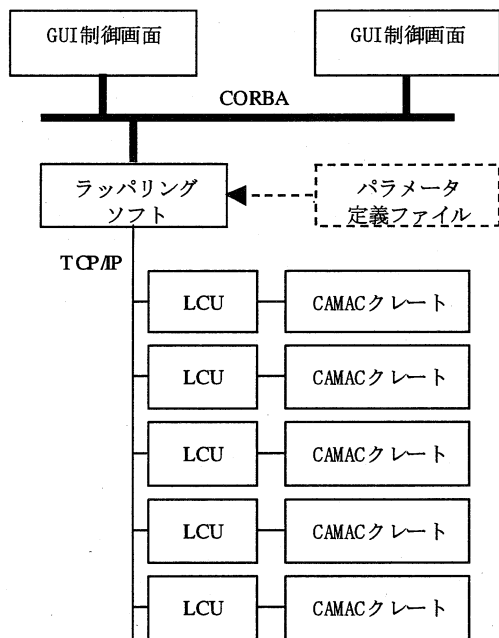 GUI制御画面
GUI制御画面
CORBA
ラッパリング
ソフト
パラメータ
定義ファイル
TCP/IP
LCU
CAMACクレート
LCU
CAMACクレート
LCU
CAMACクレート
LCU
CAMACクレート
LCU
CAMACクレート